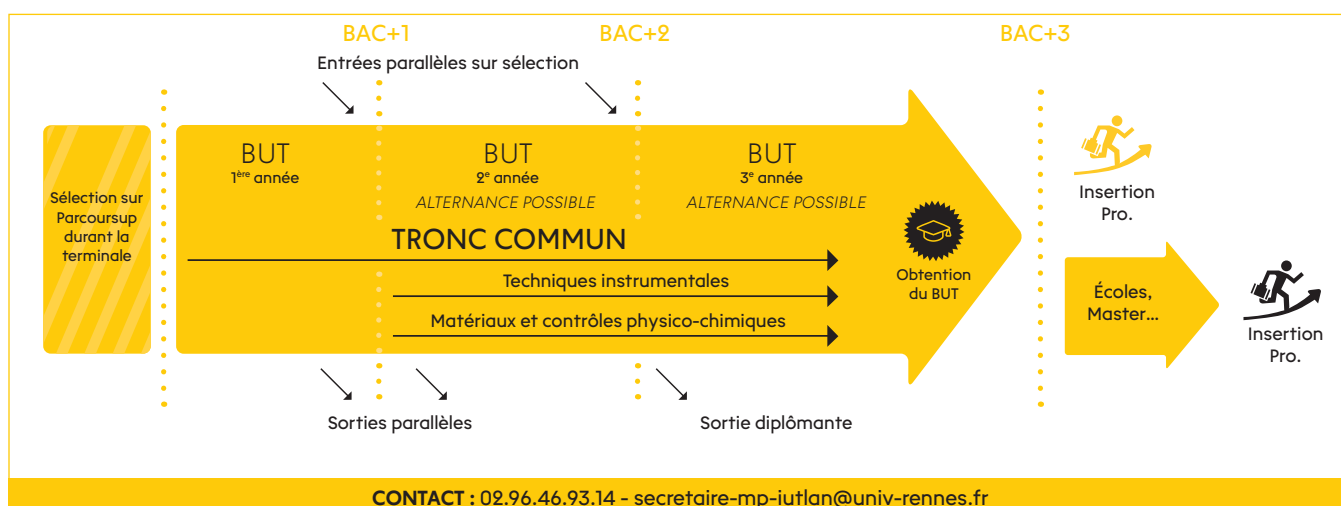 BAC+1
BAC+2
BAC+3
Entrées parallèles sur sélection
Sélection sur
Parcoursup
durant la
terminale
BUT
1ère année
BUT
2e année
ALTERNANCE POSSIBLE
BUT
3e année
ALTERNANCE POSSIBLE
TRONC COMMUN
Techniques instrumentales
Matériaux et contrôles physico-chimiques
Obtention
du BUT
Insertion
Pro.
Écoles,
Master...
Insertion
Pro.
Sorties parallèles
Sortie diplômante
CONTACT : 02.96.46.93.14 - secretaire-mp-iutlan@univ-rennes.fr